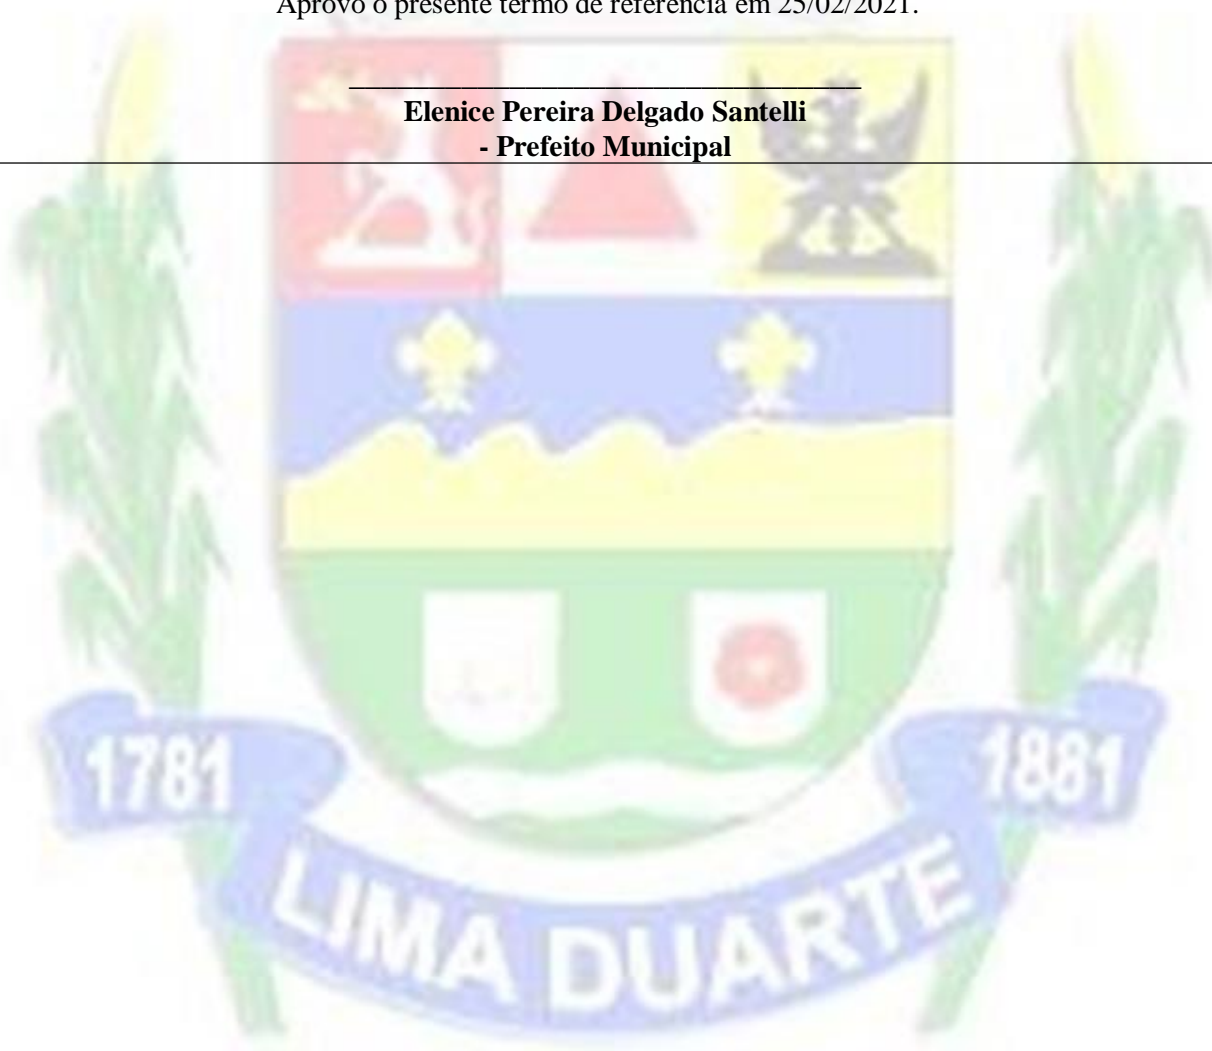 Aprovo o presente termo de referência em 25/02/2021.
Elenice Pereira Delgado Santelli
- Prefeito Municipal
1781
1881
LIMA DUARTE